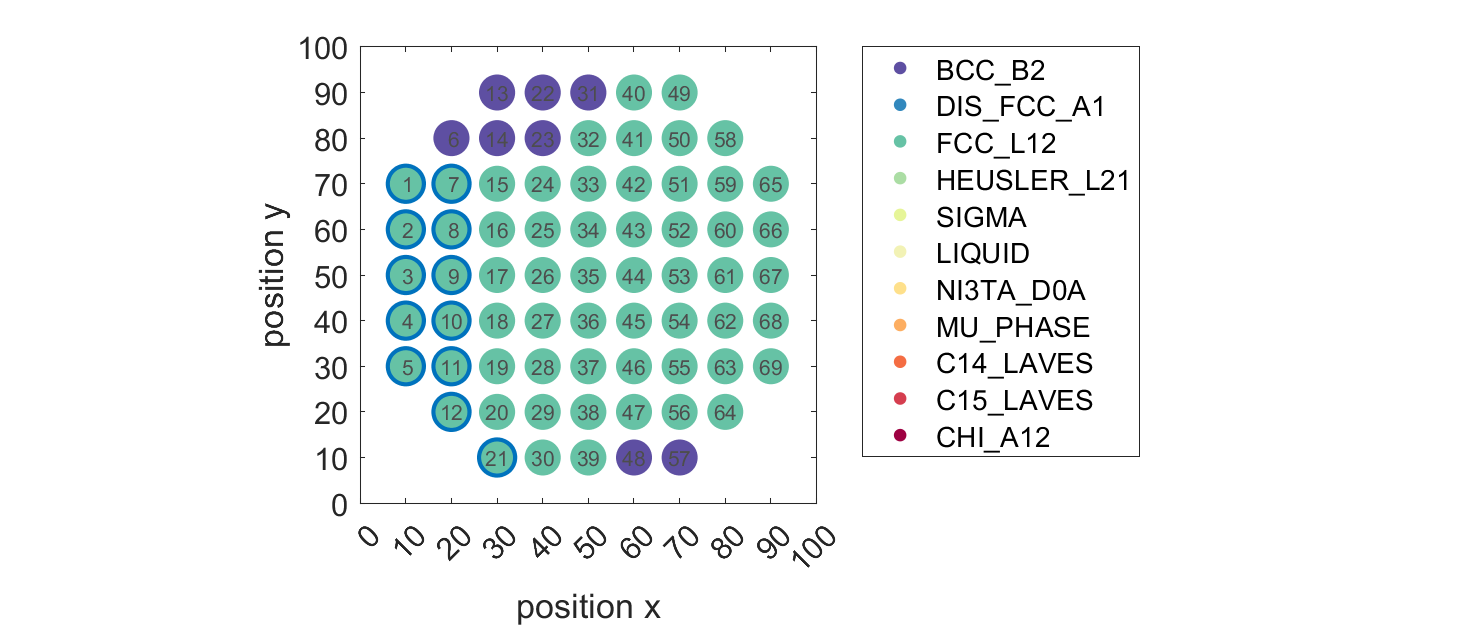 100
90
80
70
60
50
40
30
20
10
0
position y
13 22 31 40 49
6 14 23 32 41 50 58
1 7 15 24 33 42 51 59 65
2 8 16 25 34 43 52 60 66
3 9 17 26 35 44 53 61 67
4 10 18 27 36 45 54 62 68
5 11 19 28 37 46 55 63 69
12 20 29 38 47 56 64
21 30 39 48 57
0 10 20 30 40 50 60 70 80 90 100
position x
BCC_B2
DIS_FCC_A1
FCC_L12
HEUSLER_L21
SIGMA
LIQUID
NI3TA_D0A
MU_PHASE
C14_LAVES
C15_LAVES
CHI_A12